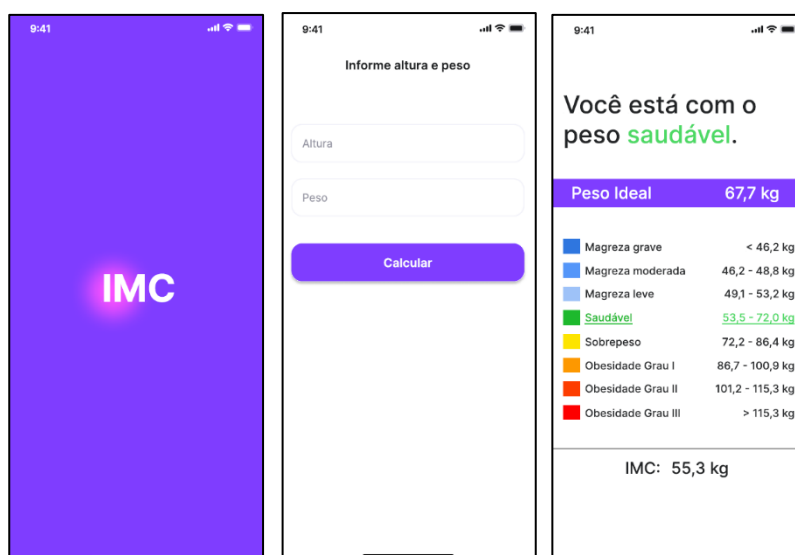 9:41
IMC
9:41
Informe altura e peso
Altura
Peso
Calcular
9:41
Você está com o
peso saudável.
Peso Ideal 67,7 kg
Magreza grave < 46,2 kg
Magreza moderada 46,2 - 48,8 kg
Magreza leve 49,1 - 53,2 kg
Saudável 53,5 - 72,0 kg
Sobrepeso 72,2 - 86,4 kg
Obesidade Grau I 86,7 - 100,9 kg
Obesidade Grau II 101,2 - 115,3 kg
Obesidade Grau III > 115,3 kg
IMC: 55,3 kg